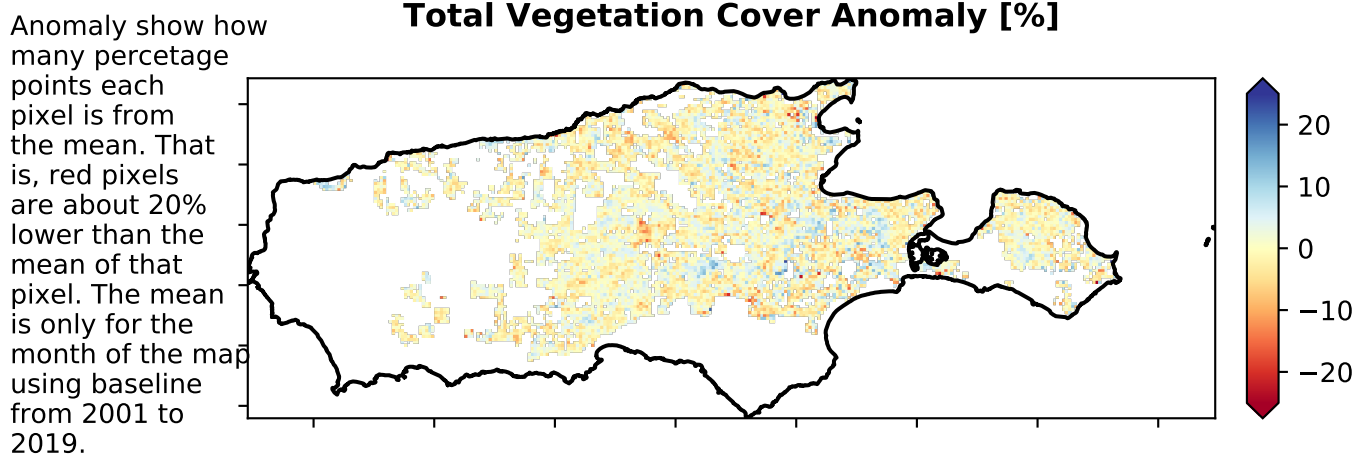 Total Vegetation Cover Anomaly [%]
Anomaly show how
many percetage
points each
pixel is from
the mean. That
is, red pixels
are about 20%
lower than the
mean of that
pixel. The mean
is only for the
month of the map
using baseline
from 2001 to
2019.
20
10
0
−10
−20